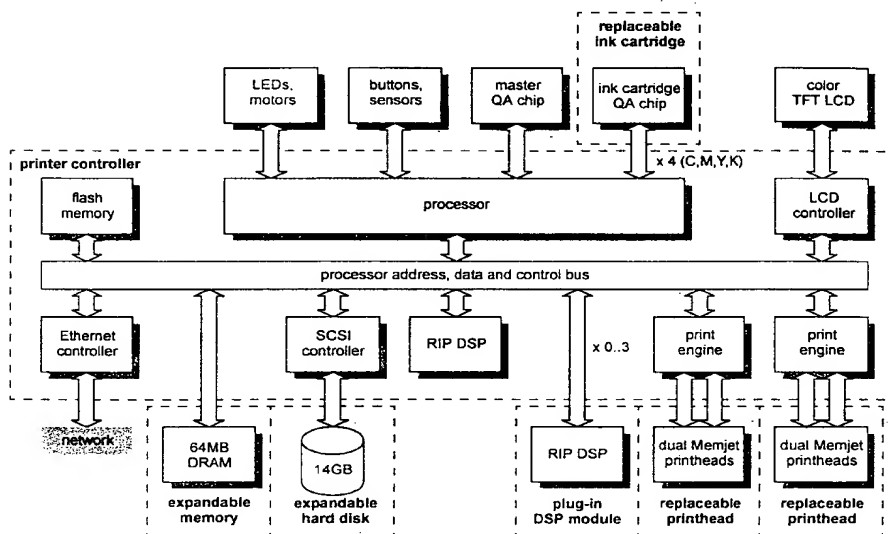 replaceable
ink cartridge
LEDs,
motors
buttons,
sensors
master
QA chip
ink cartridge
QA chip
color
TFT LCD
printer controller
x 4 (C,M,Y,K)
flash
memory
processor
LCD
controller
processor address, data and control bus
Ethernet
controller
SCSI
controller
RIP DSP
x 0..3
print
engine
print
engine
network
64MB
DRAM
14GB
RIP DSP
dual Memjet
printheads
dual Memjet
printheads
expandable
memory
expandable
hard disk
plug-in
DSP module
replaceable
printhead
replaceable
printhead